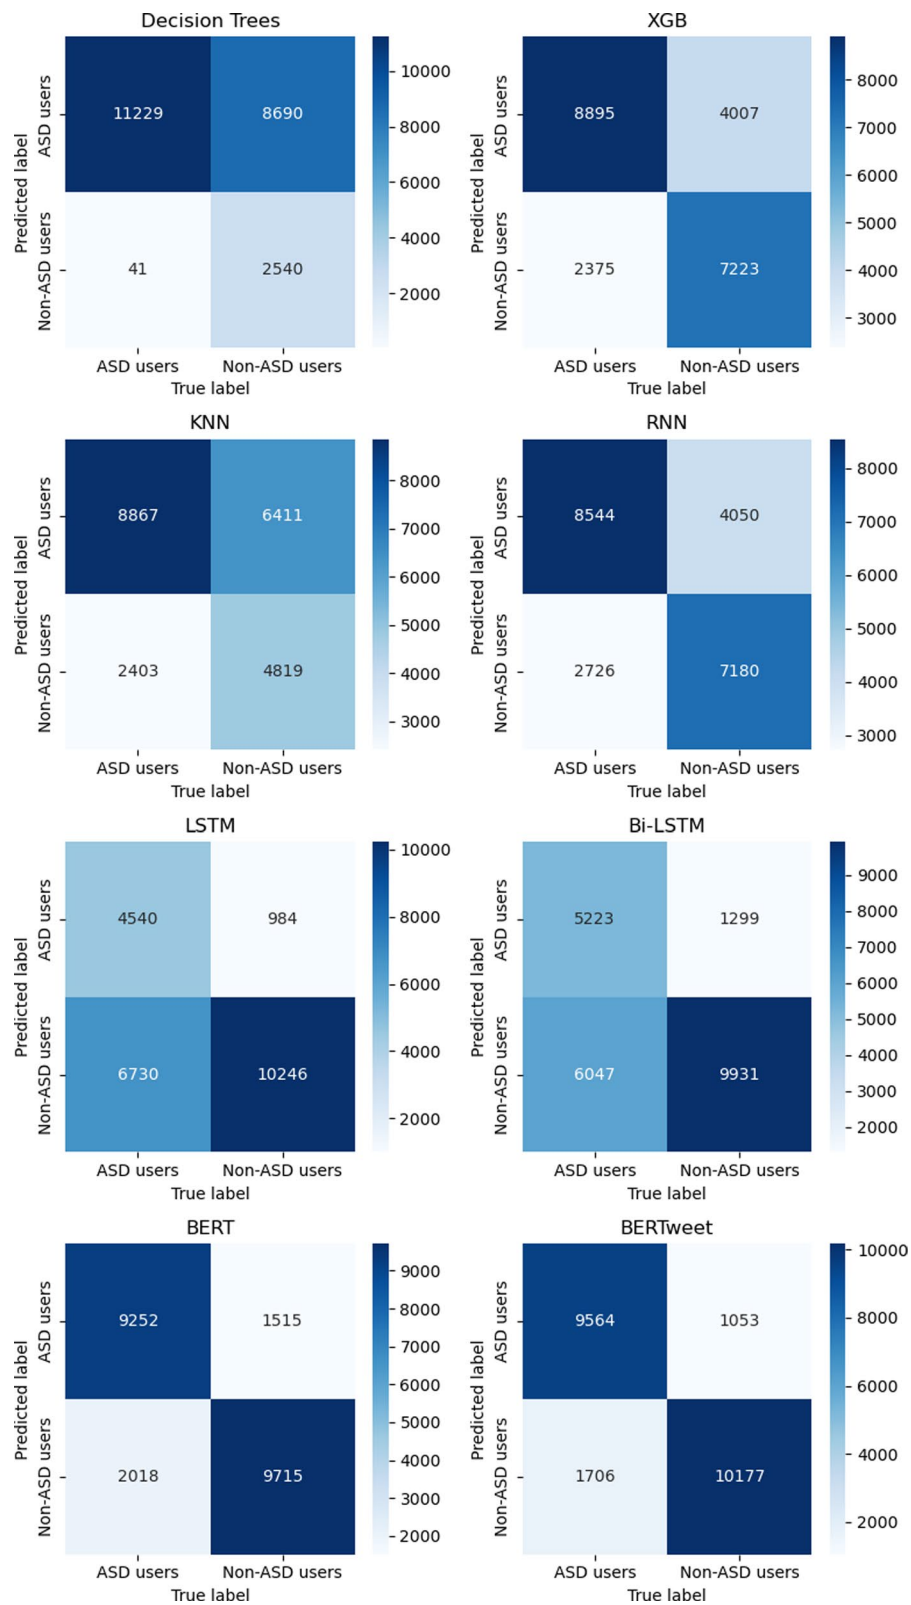 Decision Trees
Predicted label
ASD users
Non-ASD users
11229 8690
41 2540
10000
8000
6000
4000
2000
ASD users Non-ASD users
True label
XGB
Predicted label
ASD users
Non-ASD users
8895 4007
2375 7223
8000
7000
6000
5000
4000
3000
ASD users Non-ASD users
True label
KNN
Predicted label
ASD users
Non-ASD users
8867 6411
2403 4819
8000
7000
6000
5000
4000
3000
ASD users Non-ASD users
True label
RNN
Predicted label
ASD users
Non-ASD users
8544 4050
2726 7180
8000
7000
6000
5000
4000
3000
ASD users Non-ASD users
True label
LSTM
Predicted label
ASD users
Non-ASD users
4540 984
6730 10246
10000
8000
6000
4000
2000
ASD users Non-ASD users
True label
Bi-LSTM
Predicted label
ASD users
Non-ASD users
5223 1299
6047 9931
9000
8000
7000
6000
5000
4000
3000
2000
ASD users Non-ASD users
True label
BERT
Predicted label
ASD users
Non-ASD users
9252 1515
2018 9715
9000
8000
7000
6000
5000
4000
3000
2000
ASD users Non-ASD users
True label
BERTweet
Predicted label
ASD users
Non-ASD users
9564 1053
1706 10177
10000
8000
6000
4000
2000
ASD users Non-ASD users
True label